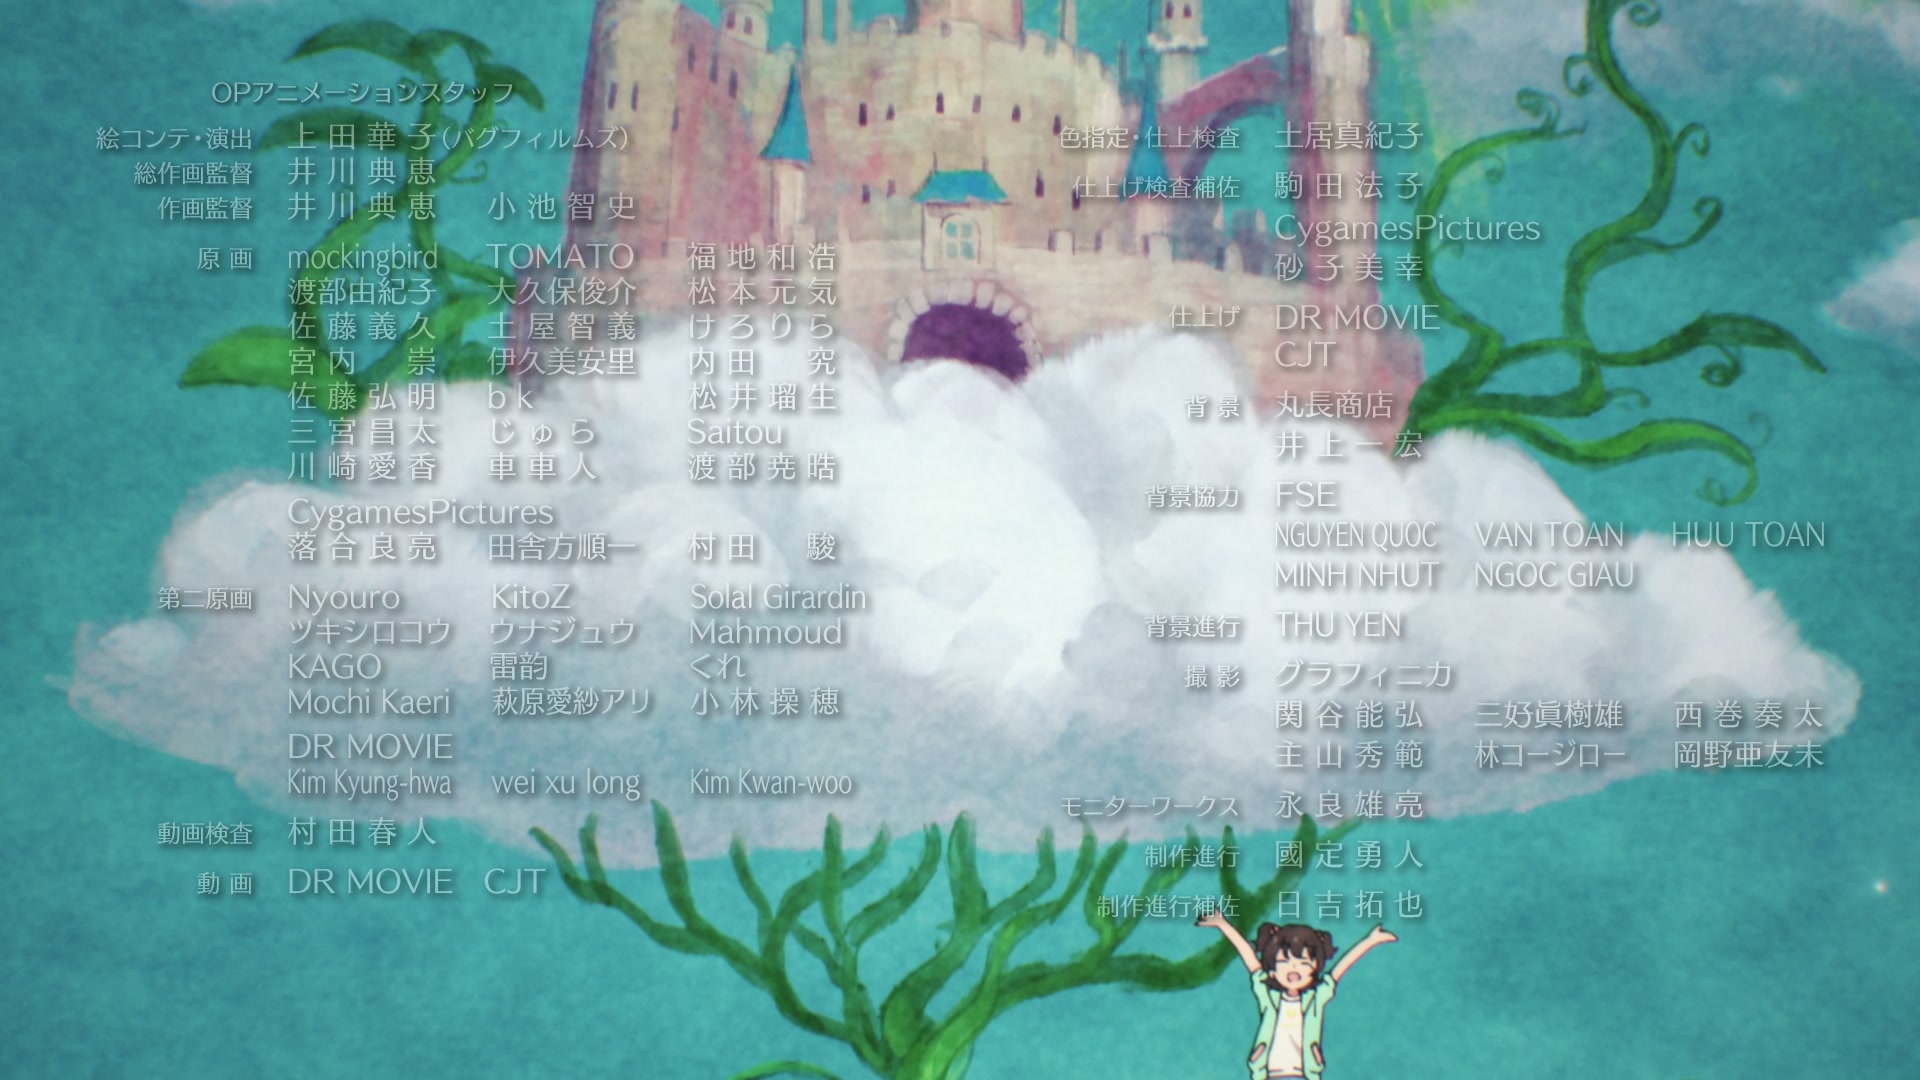 OPアニメーションスタッフ
絵コンテ・演出 上田華子(バグフィルムズ)
総作画監督 井川典恵
作画監督 井川典恵 小池智史
原画 mockingbird TOMATO 福地和浩
渡部由紀子 大久保俊介 松本元気
佐藤義久 土屋智義 けろりら
宮内崇 伊久美安里 内田究
佐藤弘明 bk 松井瑠生
三宮昌太 じゅら Saitou
川崎愛香 車車人 渡部尭晧
CygamesPictures
落合良亮 田舎方順一 村田駿
第二原画 Nyouro KitoZ Solal Girardin
ツキシロコウ ウナジュウ Mahmoud
KAGO 雷韵 くれ
Mochi Kaeri 萩原愛紗アリ 小林操穂
DR MOVIE
Kim Kyung-hwa wei xu long Kim Kwan-woo
動画検査 村田春人
動画 DR MOVIE CJT
色指定・仕上検査 土居真紀子
仕上げ検査補佐 駒田法子
CygamesPictures
砂子美幸
仕上げ DR MOVIE
CJT
背景 丸長商店
井上一宏
背景協力 FSE
NGUYEN QUOC VAN TOAN HUU TOAN
MINH NHUT NGOC GIAU
背景進行 THU YEN
撮影 グラフィニカ
関谷能弘 三好眞樹雄 西巻奏太
主山秀範 林コージロー 岡野亜友未
モニターワークス 永良雄亮
制作進行 國定勇人
制作進行補佐 日吉拓也